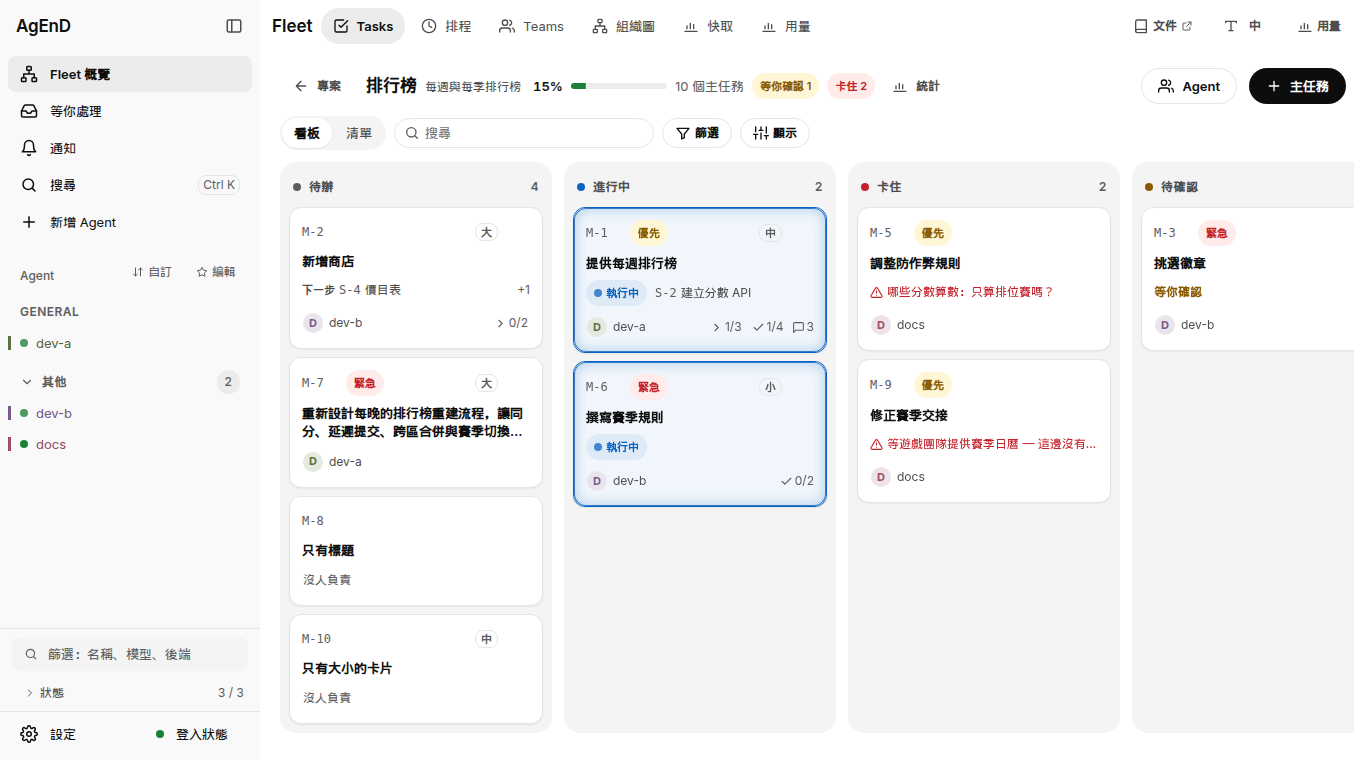 AgEnD
Fleet 概覽
等你處理
通知
搜尋 Ctrl K
新增 Agent
Agent 自訂 編輯
GENERAL
dev-a
其他 2
dev-b
docs
篩選：名稱、模型、後端
狀態 3 / 3
設定 登入狀態
Fleet Tasks 排程 Teams 組織圖 快取 用量 文件 中 用量
專案 排行榜 每週與每季排行榜 15% 10 個主任務 等你確認 1 卡住 2 統計 Agent 主任務
看板 清單 搜尋 篩選 顯示
待辦 4
M-2 大
新增商店
下一步 S-4 價目表 +1
D dev-b 0/2
M-7 緊急 大
重新設計每晚的排行榜重建流程，讓同
分、延遲提交、跨區合併與賽季切換…
D dev-a
M-8
只有標題
沒人負責
M-10 中
只有大小的卡片
沒人負責
進行中 2
M-1 優先 中
提供每週排行榜
執行中 S-2 建立分數 API
D dev-a 1/3 1/4 3
M-6 緊急 小
撰寫賽季規則
執行中
D dev-b 0/2
卡住 2
M-5 優先
調整防作弊規則
哪些分數算數：只算排位賽嗎？
D docs
M-9 優先
修正賽季交接
等遊戲團隊提供賽季日曆 — 這邊沒有…
D docs
待確認
M-3 緊急
挑選徽章
等你確認
D dev-b